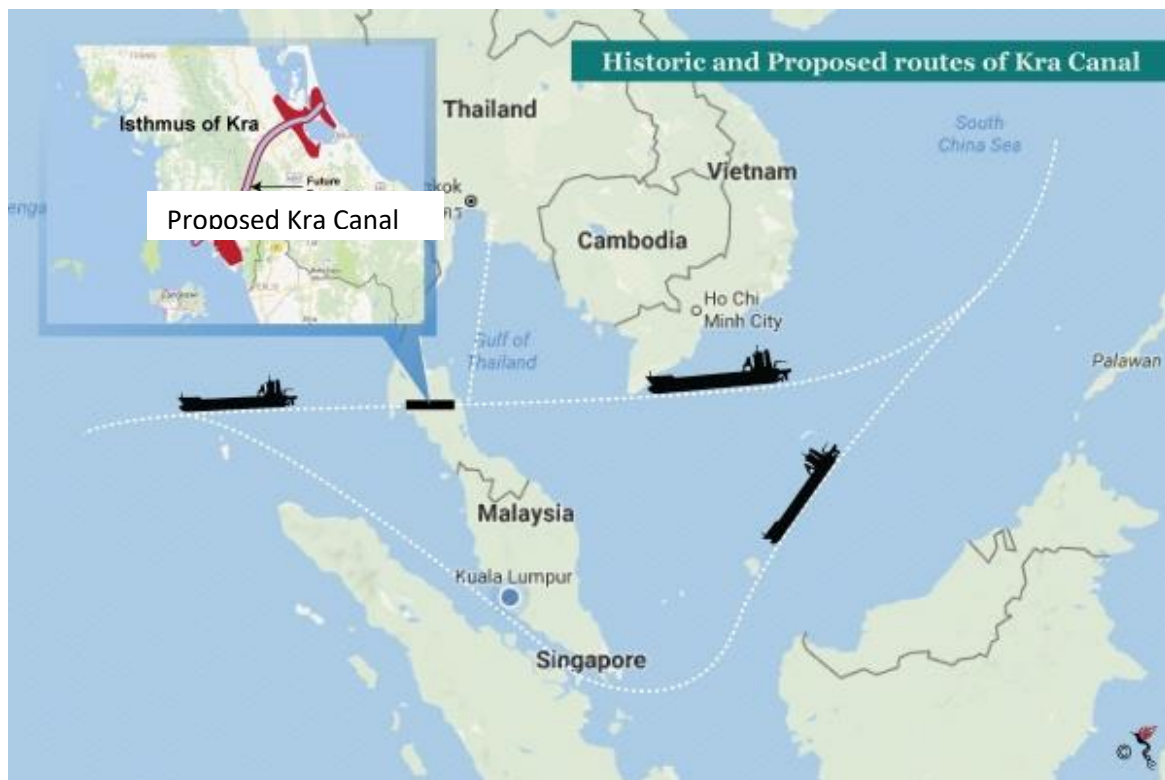 Historic and Proposed routes of Kra Canal
Isthmus of Kra
Future
Proposed Kra Canal
Thailand
South
China Sea
Vietnam
Cambodia
Ho Chi
Minh City
Gulf of
Thailand
Palawan
Malaysia
Kuala Lumpur
Singapore
©